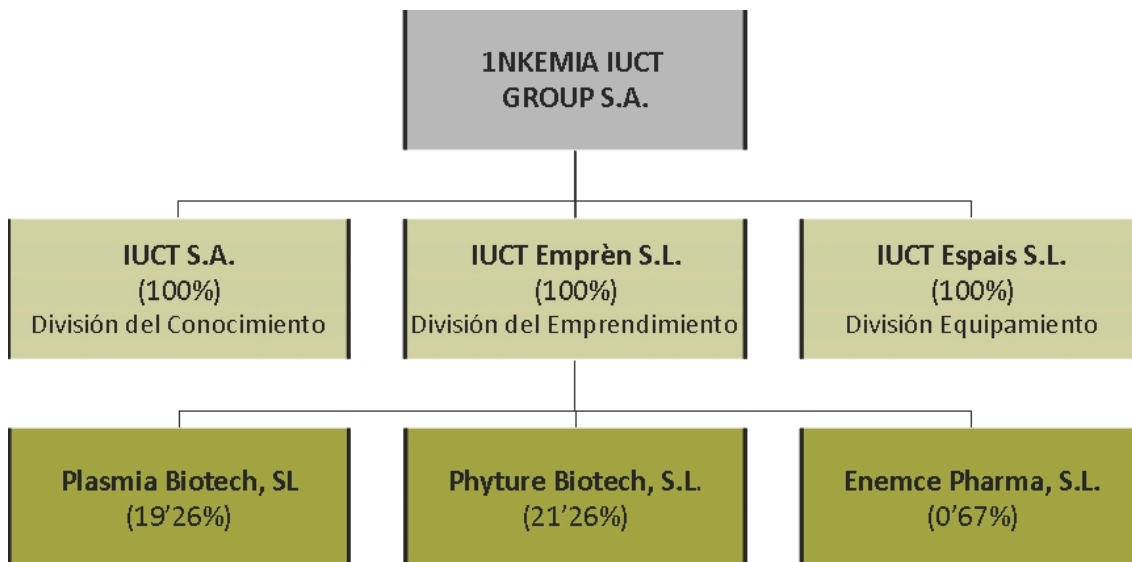 1NKEMIA IUCT
GROUP S.A.
IUCT S.A.
(100%)
División del Conocimiento
IUCT Emprèn S.L.
(100%)
División del Emprendimiento
IUCT Espais S.L.
(100%)
División Equipamiento
Plasmia Biotech, SL
(19’26%)
Phyture Biotech, S.L.
(21’26%)
Enemce Pharma, S.L.
(0’67%)